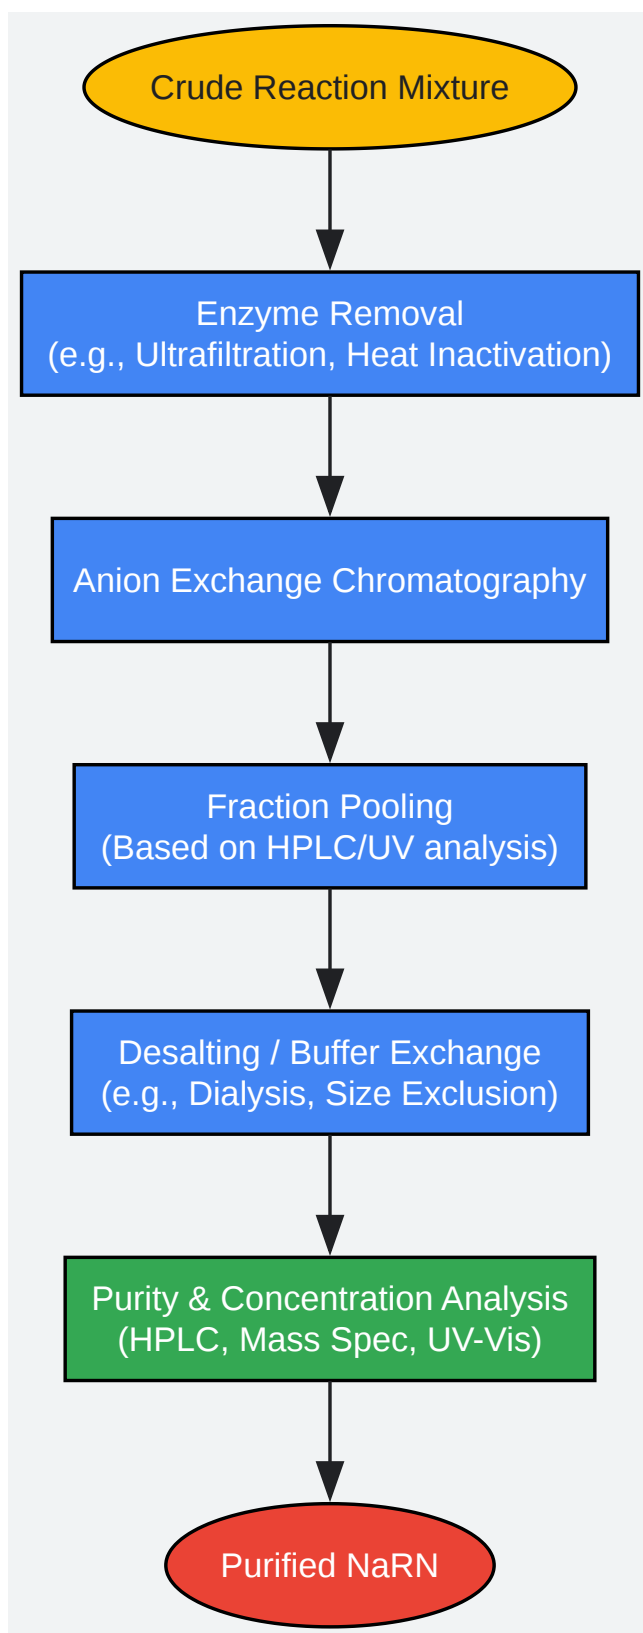 Crude Reaction Mixture
Enzyme Removal
(e.g., Ultrafiltration, Heat Inactivation)
Anion Exchange Chromatography
Fraction Pooling
(Based on HPLC/UV analysis)
Desalting / Buffer Exchange
(e.g., Dialysis, Size Exclusion)
Purity & Concentration Analysis
(HPLC, Mass Spec, UV-Vis)
Purified NaRN